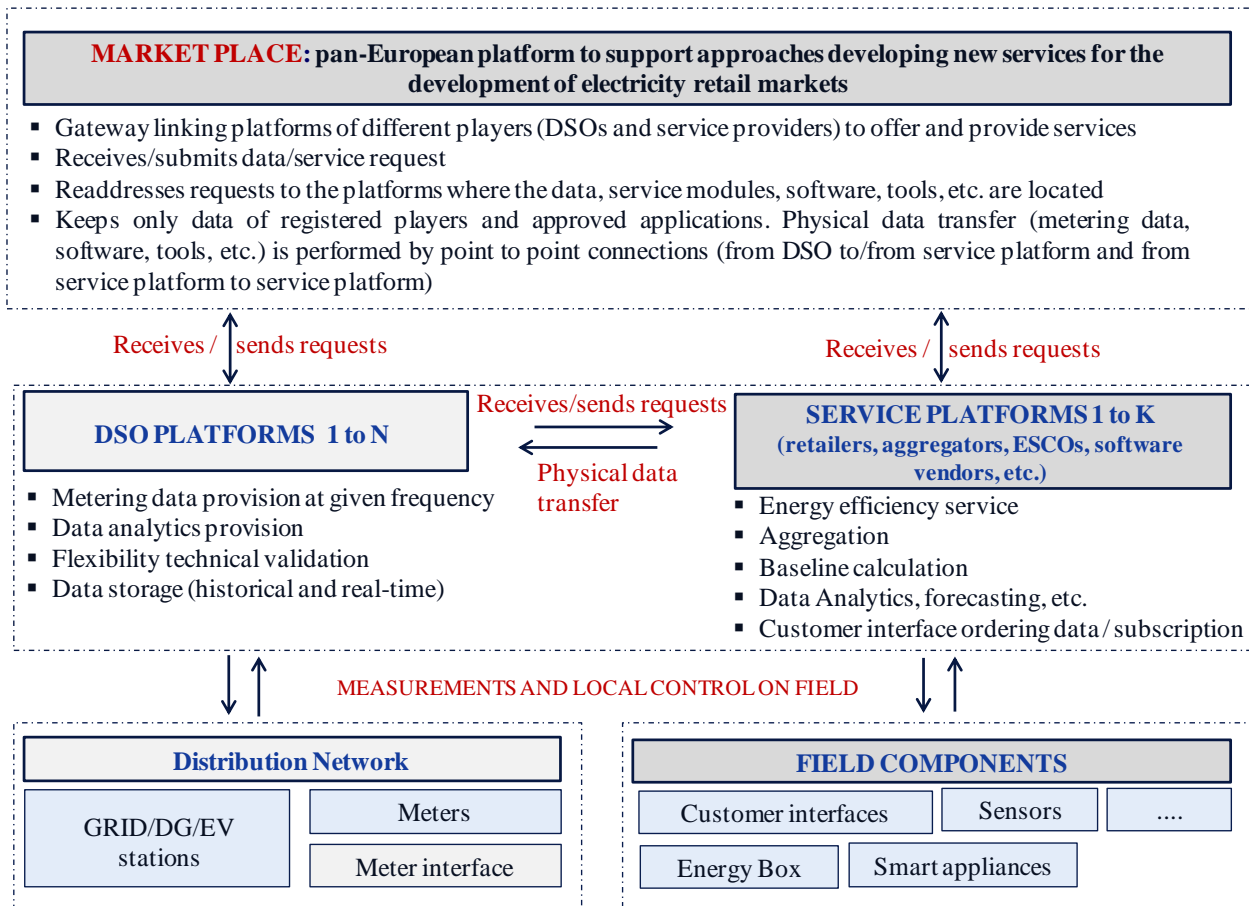 MARKET PLACE: pan-European platform to support approaches developing new services for the
development of electricity retail markets
▪ Gateway linking platforms of different players (DSOs and service providers) to offer and provide services
▪ Receives/submits data/service request
▪ Readdresses requests to the platforms where the data, service modules, software, tools, etc. are located
▪ Keeps only data of registered players and approved applications. Physical data transfer (metering data,
software, tools, etc.) is performed by point to point connections (from DSO to/from service platform and from
service platform to service platform)
Receives / sends requests
Receives / sends requests
DSO PLATFORMS 1 to N
▪ Metering data provision at given frequency
▪ Data analytics provision
▪ Flexibility technical validation
▪ Data storage (historical and real-time)
Receives/sends requests
Physical data
transfer
SERVICE PLATFORMS 1 to K
(retailers, aggregators, ESCOs, software
vendors, etc.)
▪ Energy efficiency service
▪ Aggregation
▪ Baseline calculation
▪ Data Analytics, forecasting, etc.
▪ Customer interface ordering data / subscription
MEASUREMENTS AND LOCAL CONTROL ON FIELD
Distribution Network
GRID/DG/EV
stations
Meters
Meter interface
FIELD COMPONENTS
Customer interfaces
Sensors
....
Energy Box
Smart appliances